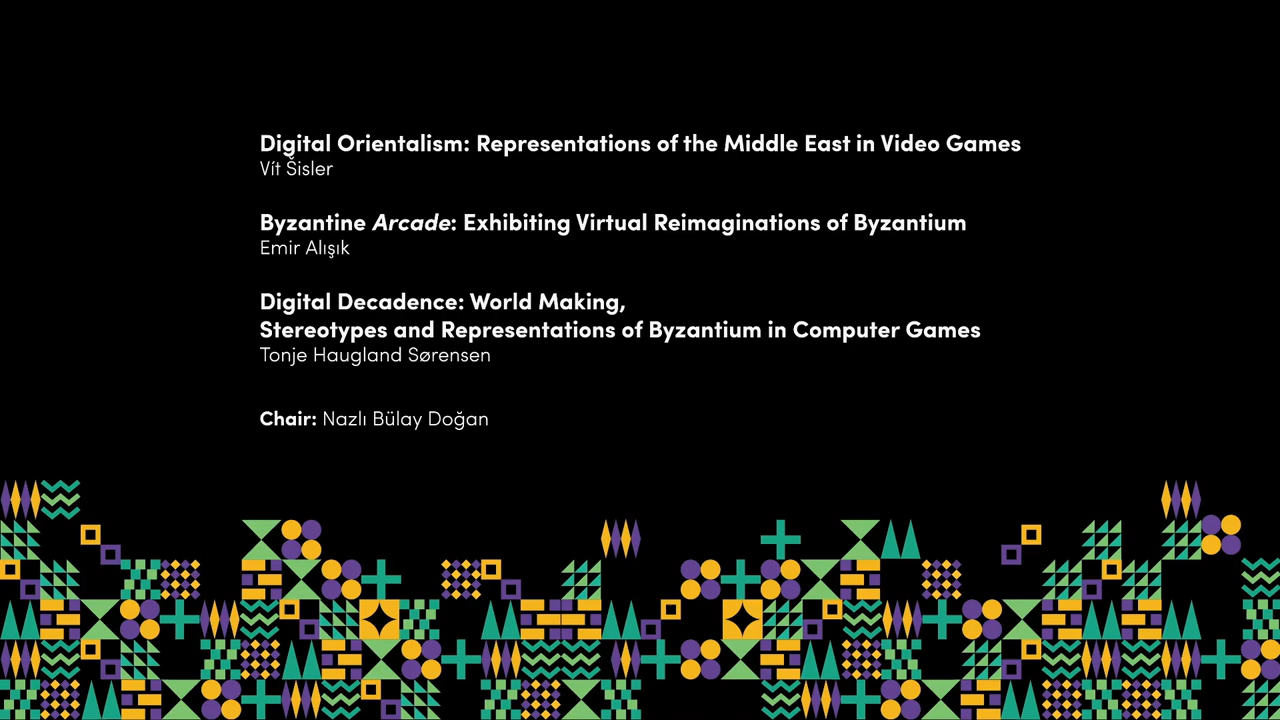 Digital Orientalism: Representations of the Middle East in Video Games
Vít Šisler
Byzantine Arcade: Exhibiting Virtual Reimaginations of Byzantium
Emir Alışık
Digital Decadence: World Making,
Stereotypes and Representations of Byzantium in Computer Games
Tonje Haugland Sørensen
Chair: Nazlı Bülay Doğan